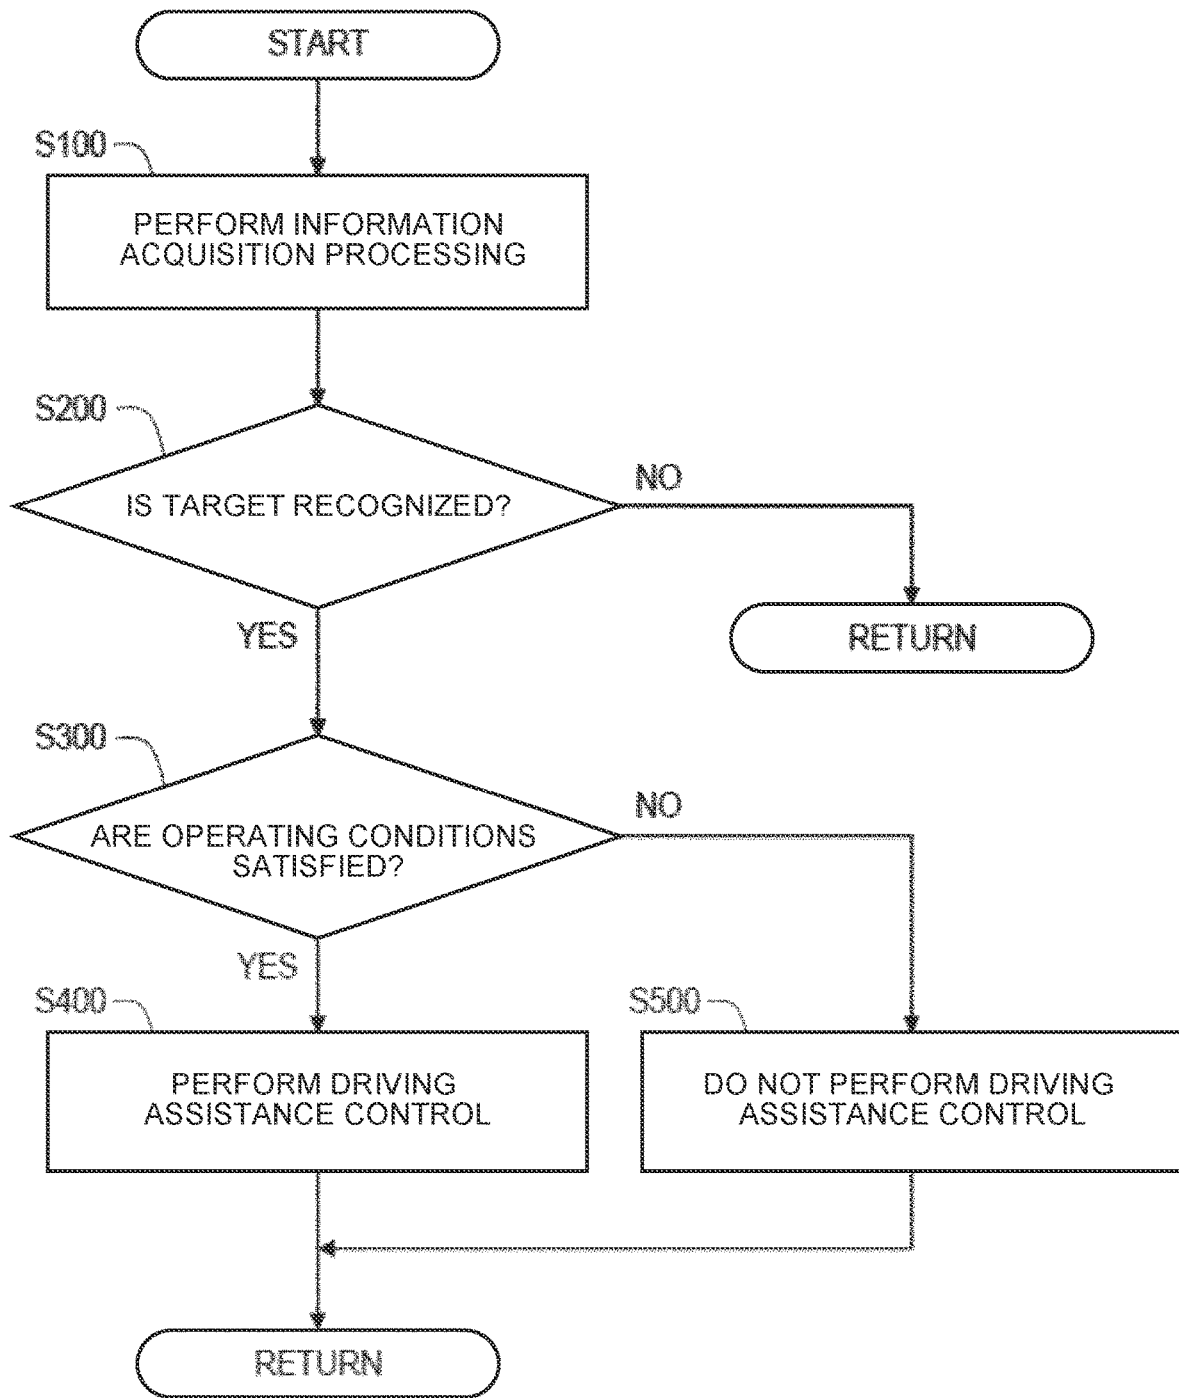 START
S100
PERFORM INFORMATION
ACQUISITION PROCESSING
S200
IS TARGET RECOGNIZED?
NO
RETURN
YES
S300
ARE OPERATING CONDITIONS
SATISFIED?
NO
YES
S400
PERFORM DRIVING
ASSISTANCE CONTROL
S500
DO NOT PERFORM DRIVING
ASSISTANCE CONTROL
RETURN